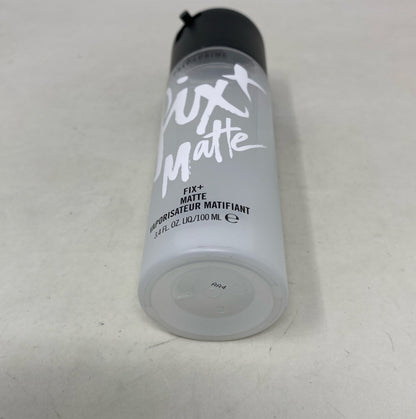 Fix+
Matte
FIX+
MATTE
VAPORISATEUR MATIFIANT
3.4 FL. OZ. LIQ/100 ML ℮